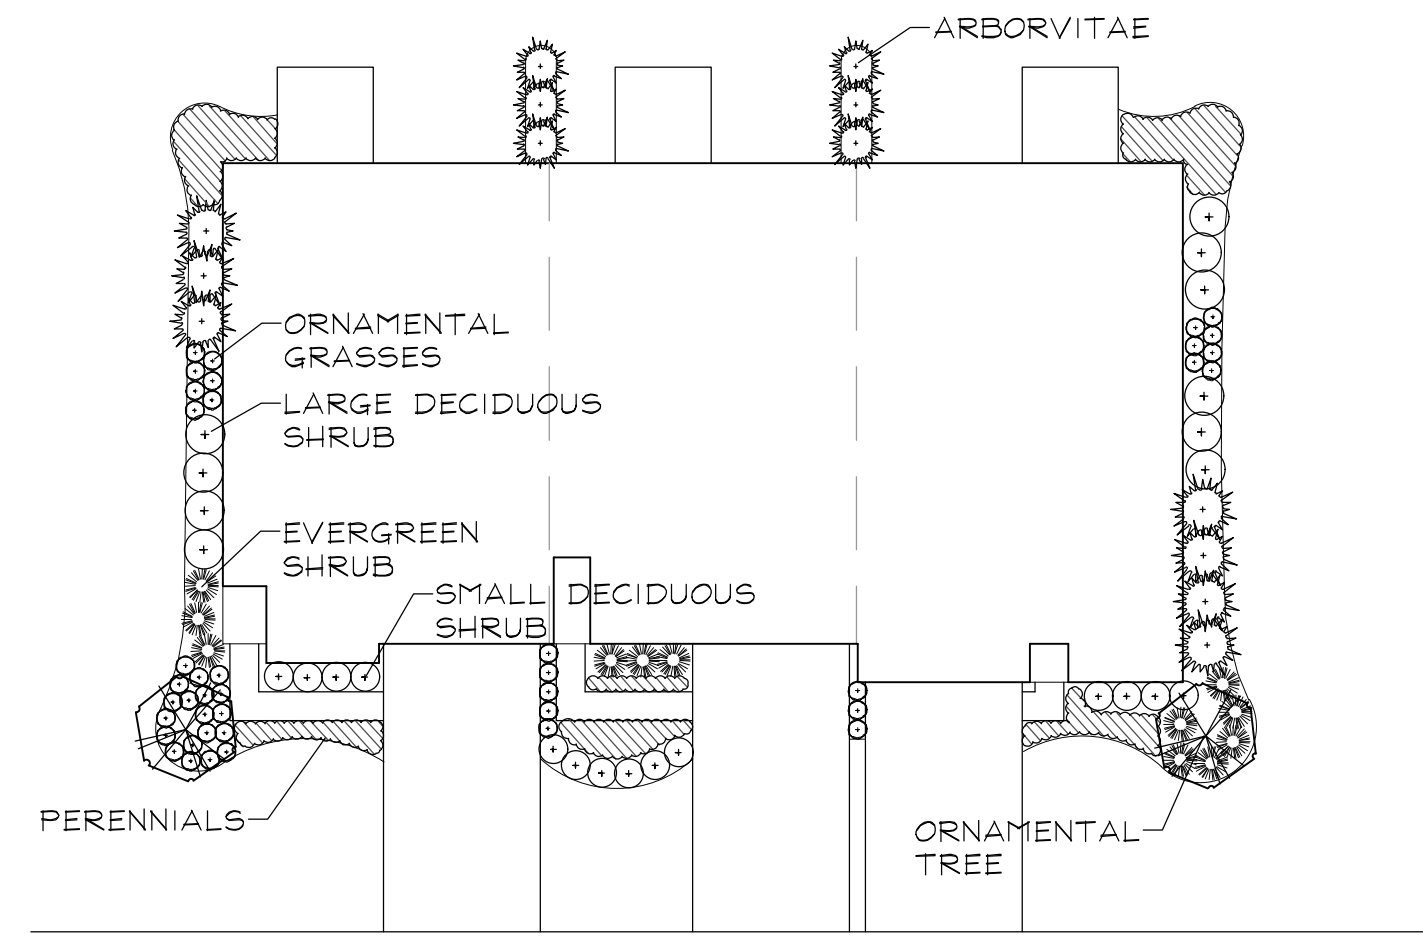 ARBORVITAE
ORNAMENTAL
GRASSES
LARGE DECIDUOUS
SHRUB
EVERGREEN
SHRUB
SMALL DECIDUOUS
SHRUB
PERENNIALS
ORNAMENTAL
TREE